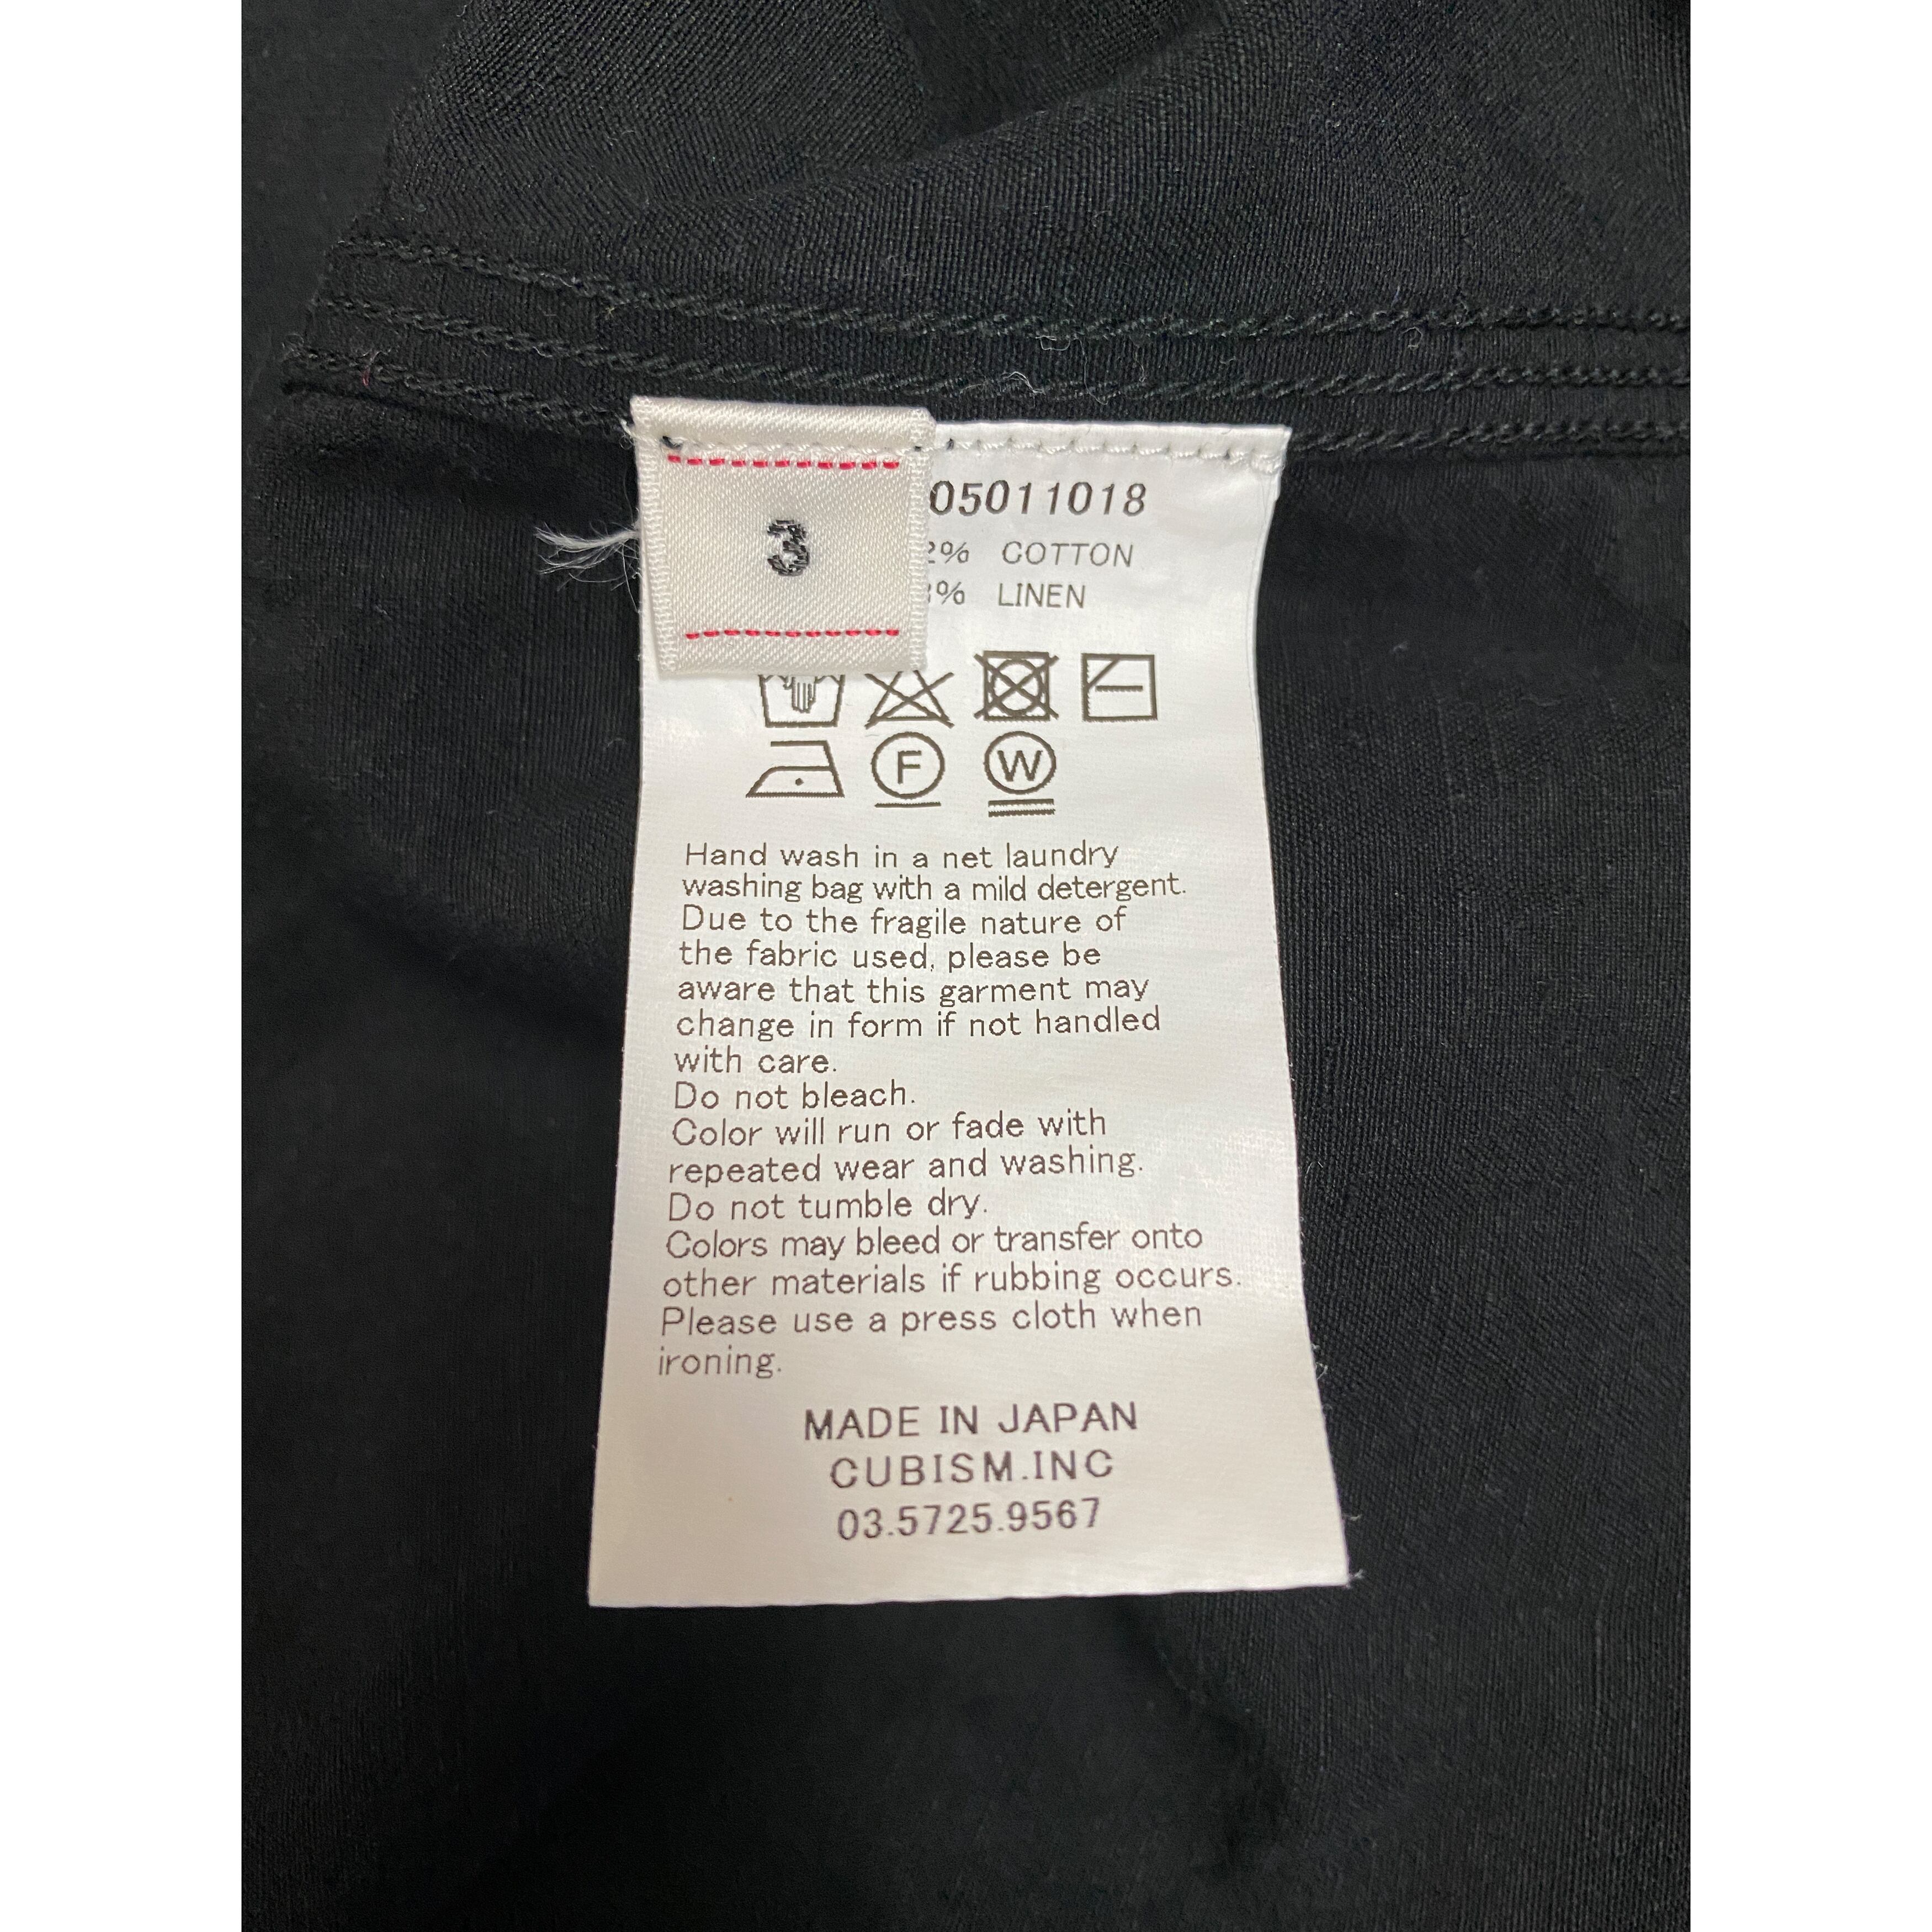 3
05011018
% COTTON
% LINEN
F
W
Hand wash in a net laundry
washing bag with a mild detergent.
Due to the fragile nature of
the fabric used, please be
aware that this garment may
change in form if not handled
with care.
Do not bleach.
Color will run or fade with
repeated wear and washing.
Do not tumble dry.
Colors may bleed or transfer onto
other materials if rubbing occurs.
Please use a press cloth when
ironing.
MADE IN JAPAN
CUBISM.INC
03.5725.9567